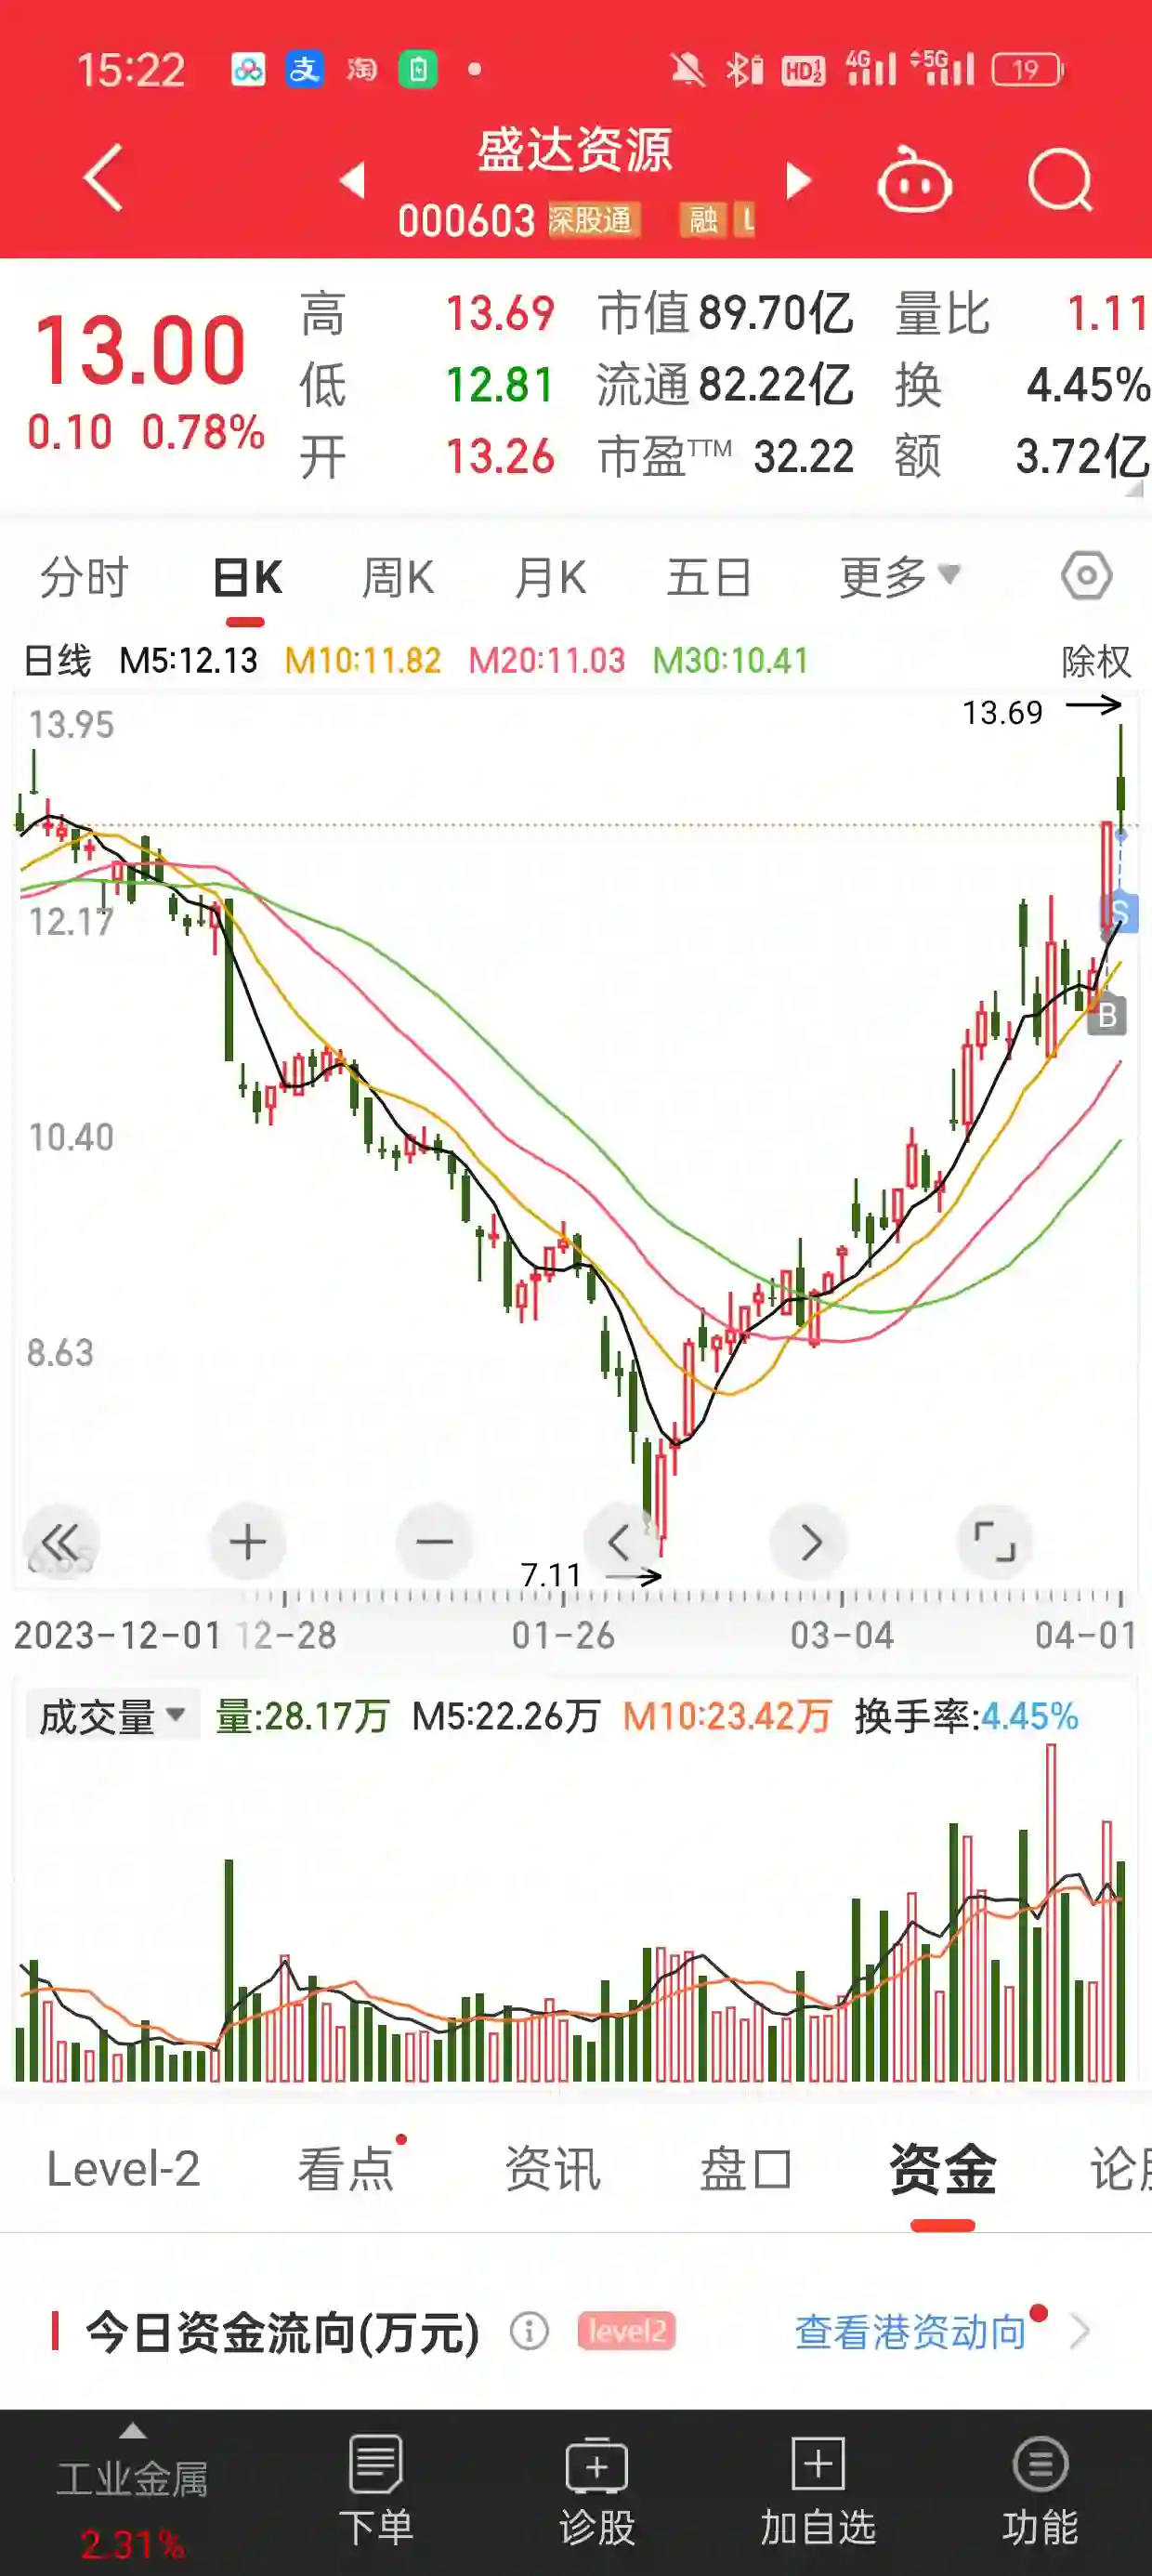 15:22 支 淘 HD 1 2 4G 5G 19
盛达资源
000603 深股通 融 L
13.00
0.10 0.78%
高 13.69 市值 89.70亿 量比 1.11
低 12.81 流通 82.22亿 换 4.45%
开 13.26 市盈TTM 32.22 额 3.72亿
分时 日K 周K 月K 五日 更多
日线 M5:12.13 M10:11.82 M20:11.03 M30:10.41 除权
13.69
13.95
12.17
S
B
10.40
8.63
7.11
2023-12-01 12-28 01-26 03-04 04-01
成交量 量:28.17万 M5:22.26万 M10:23.42万 换手率:4.45%
Level-2 看点 资讯 盘口 资金
今日资金流向(万元) level2 查看港资动向
工业金属 下单 诊股 加自选 功能
2.31%